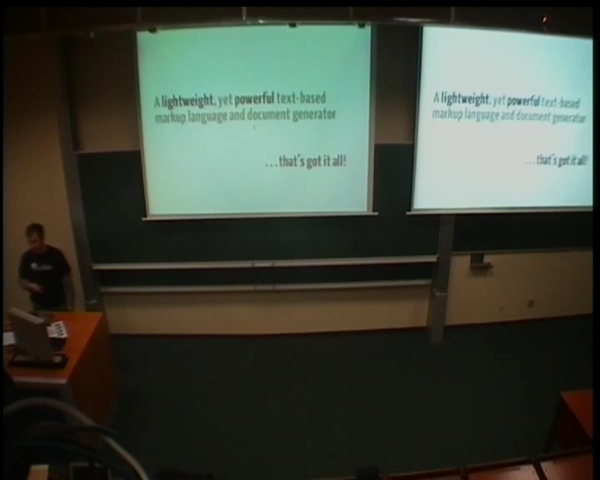 A lightweight, yet powerful text-based
markup language and document generator
...that's got it all!
A lightweight, yet powerful text-based
markup language and document generator
...that's got it all!